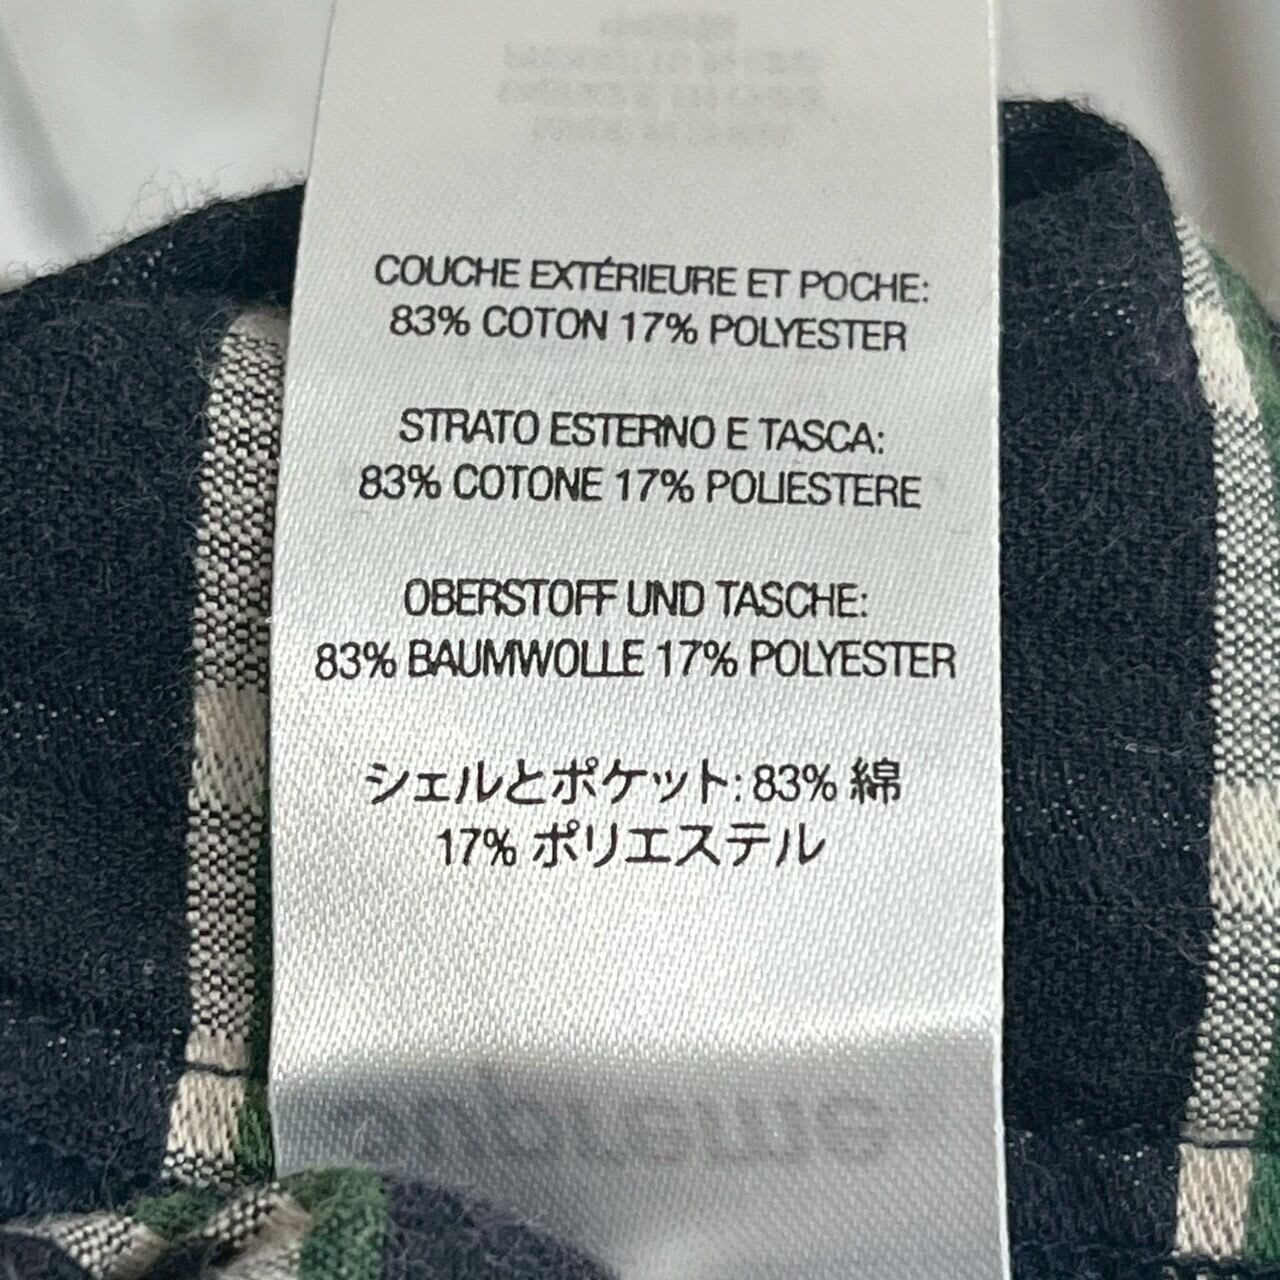 COUCHE EXTÉRIEURE ET POCHE:
83% COTON 17% POLYESTER
STRATO ESTERNO E TASCA:
83% COTONE 17% POLIESTERE
OBERSTOFF UND TASCHE:
83% BAUMWOLLE 17% POLYESTER
シェルとポケット: 83% 綿
17% ポリエステル